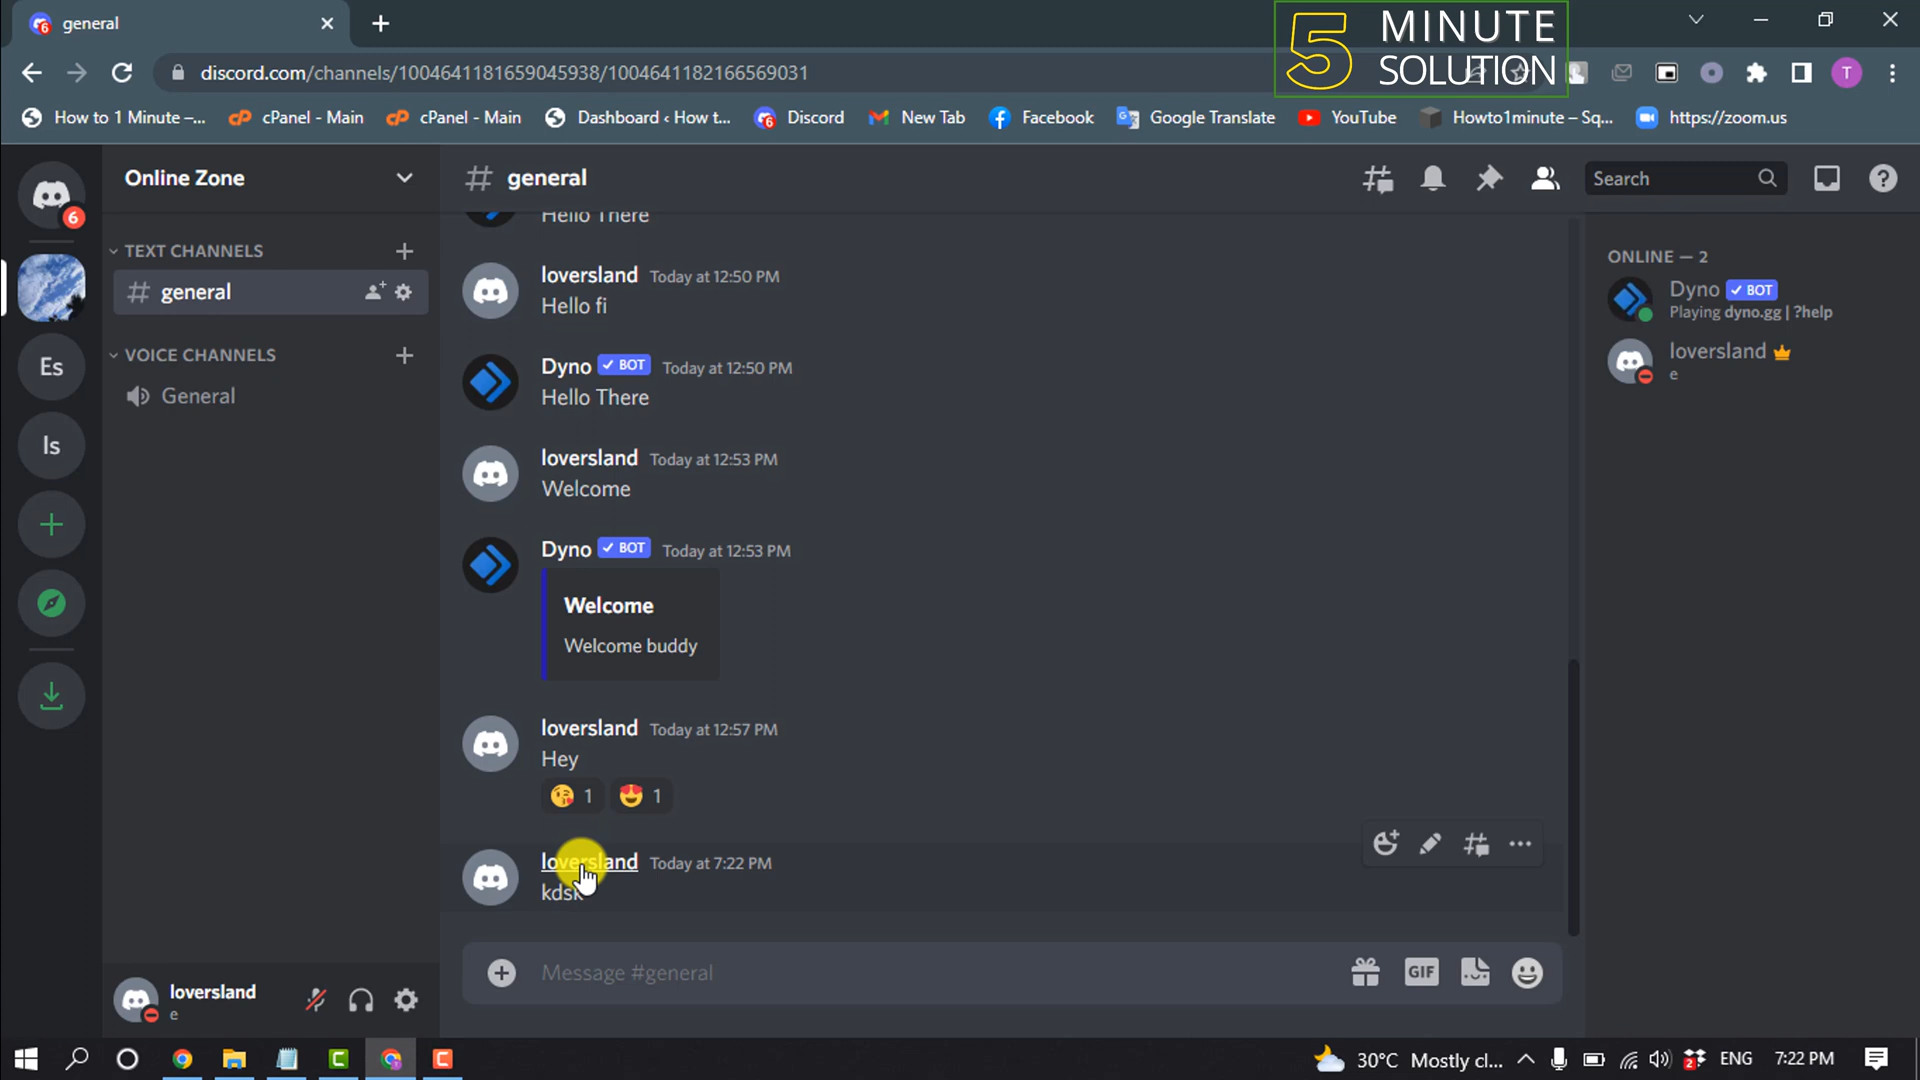 general
5 MINUTE
SOLUTION
discord.com/channels/1004641181659045938/1004641182166569031
T
How to 1 Minute –...
cPanel - Main
cPanel - Main
Dashboard ‹ How t...
Discord
New Tab
Facebook
Google Translate
YouTube
Howto1minute – Sq...
https://zoom.us
6
Es
Is
Online Zone
TEXT CHANNELS
general
VOICE CHANNELS
General
general
Search
Hello There
loversland Today at 12:50 PM
Hello fi
Dyno BOT Today at 12:50 PM
Hello There
loversland Today at 12:53 PM
Welcome
Dyno BOT Today at 12:53 PM
Welcome
Welcome buddy
loversland Today at 12:57 PM
Hey
1 1
loversland Today at 7:22 PM
kdsk
Message #general
GIF
ONLINE — 2
Dyno BOT
Playing dyno.gg | ?help
loversland
e
loversland
e
30°C Mostly cl...
2
ENG
7:22 PM